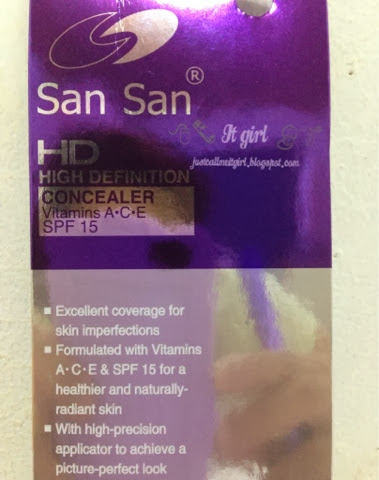 San San®
It girl
justcallmeitgirl.blogspot.com
HD
HIGH DEFINITION
CONCEALER
Vitamins A•C•E
SPF 15
■ Excellent coverage for
skin imperfections
■ Formulated with Vitamins
A•C•E & SPF 15 for a
healthier and naturally-
radiant skin
■ With high-precision
applicator to achieve a
picture-perfect look